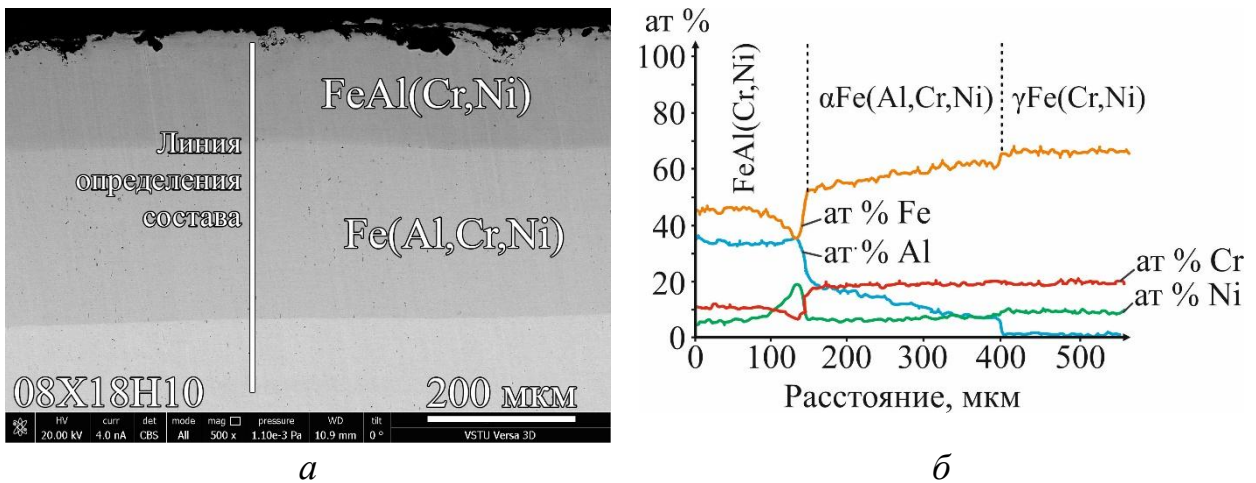 FeAl(Cr,Ni)
Линия
определения
состава
Fe(Al,Cr,Ni)
08Х18Н10
200 мкм
HV curr det mode mag □ pressure WD tilt
20.00 kV 4.0 nA CBS All 500 x 1.10e-3 Pa 10.9 mm 0 ° VSTU Versa 3D
а
ат %
100
80
60
40
20
0
FeAl(Cr,Ni)
αFe(Al,Cr,Ni)
γFe(Cr,Ni)
ат % Fe
ат % Al
ат % Cr
ат % Ni
0 100 200 300 400 500
Расстояние, мкм
б